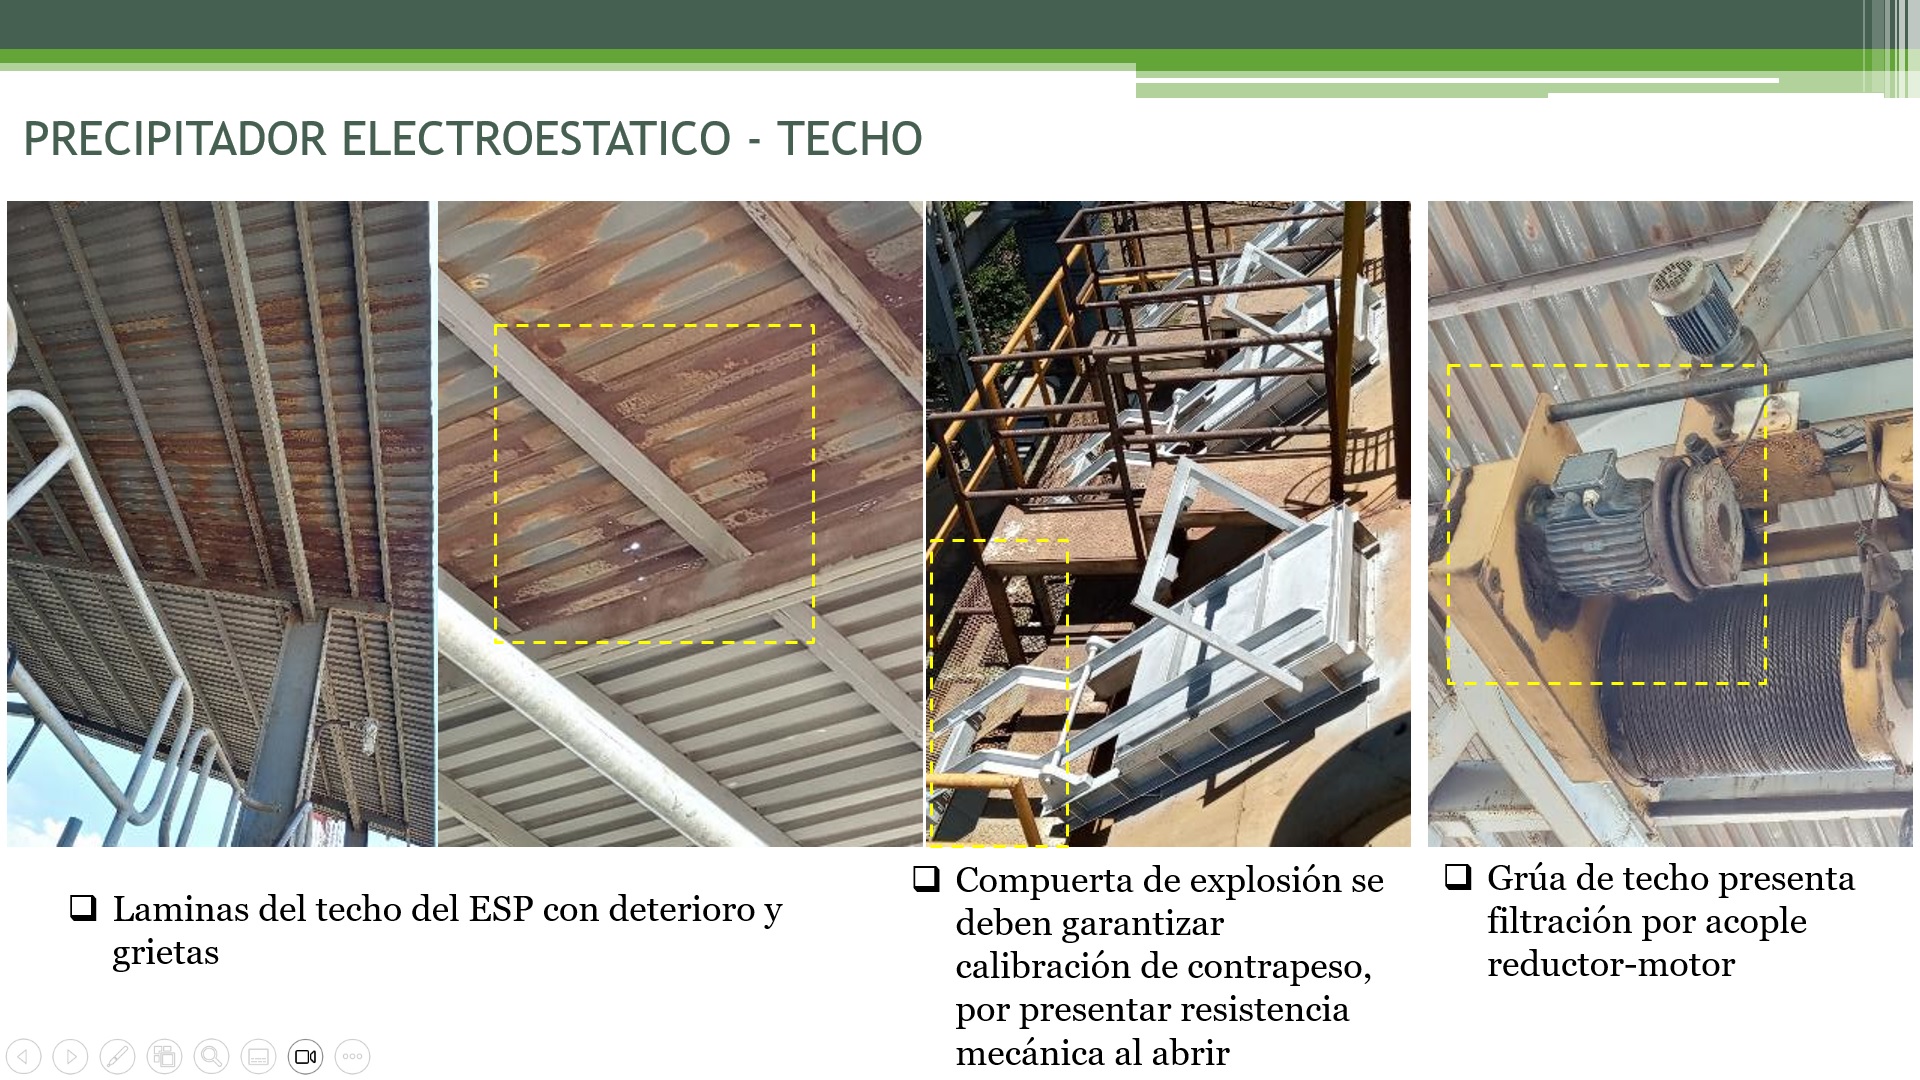 PRECIPITADOR ELECTROESTATICO - TECHO
Laminas del techo del ESP con deterioro y
grietas
Compuerta de explosión se
deben garantizar
calibración de contrapeso,
por presentar resistencia
mecánica al abrir
Grúa de techo presenta
filtración por acople
reductor-motor